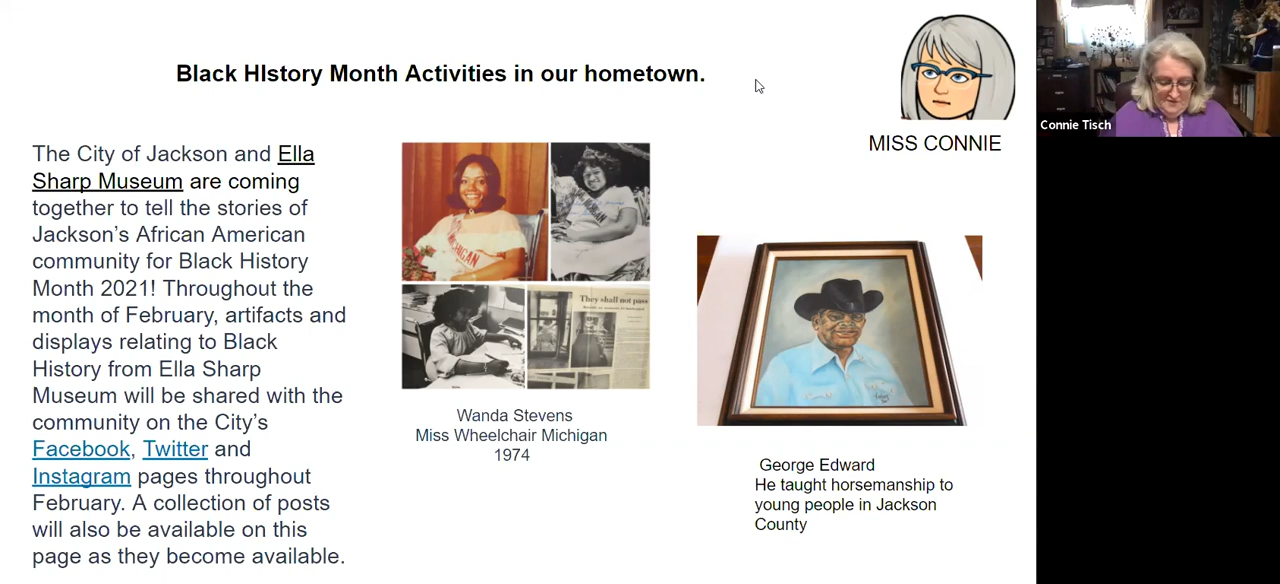 Black HIstory Month Activities in our hometown.
MISS CONNIE
Connie Tisch
The City of Jackson and Ella
Sharp Museum are coming
together to tell the stories of
Jackson’s African American
community for Black History
Month 2021! Throughout the
month of February, artifacts and
displays relating to Black
History from Ella Sharp
Museum will be shared with the
community on the City’s
Facebook, Twitter and
Instagram pages throughout
February. A collection of posts
will also be available on this
page as they become available.
MICHIGAN
They shall not pass
Wanda Stevens
Miss Wheelchair Michigan
1974
George Edward
He taught horsemanship to
young people in Jackson
County